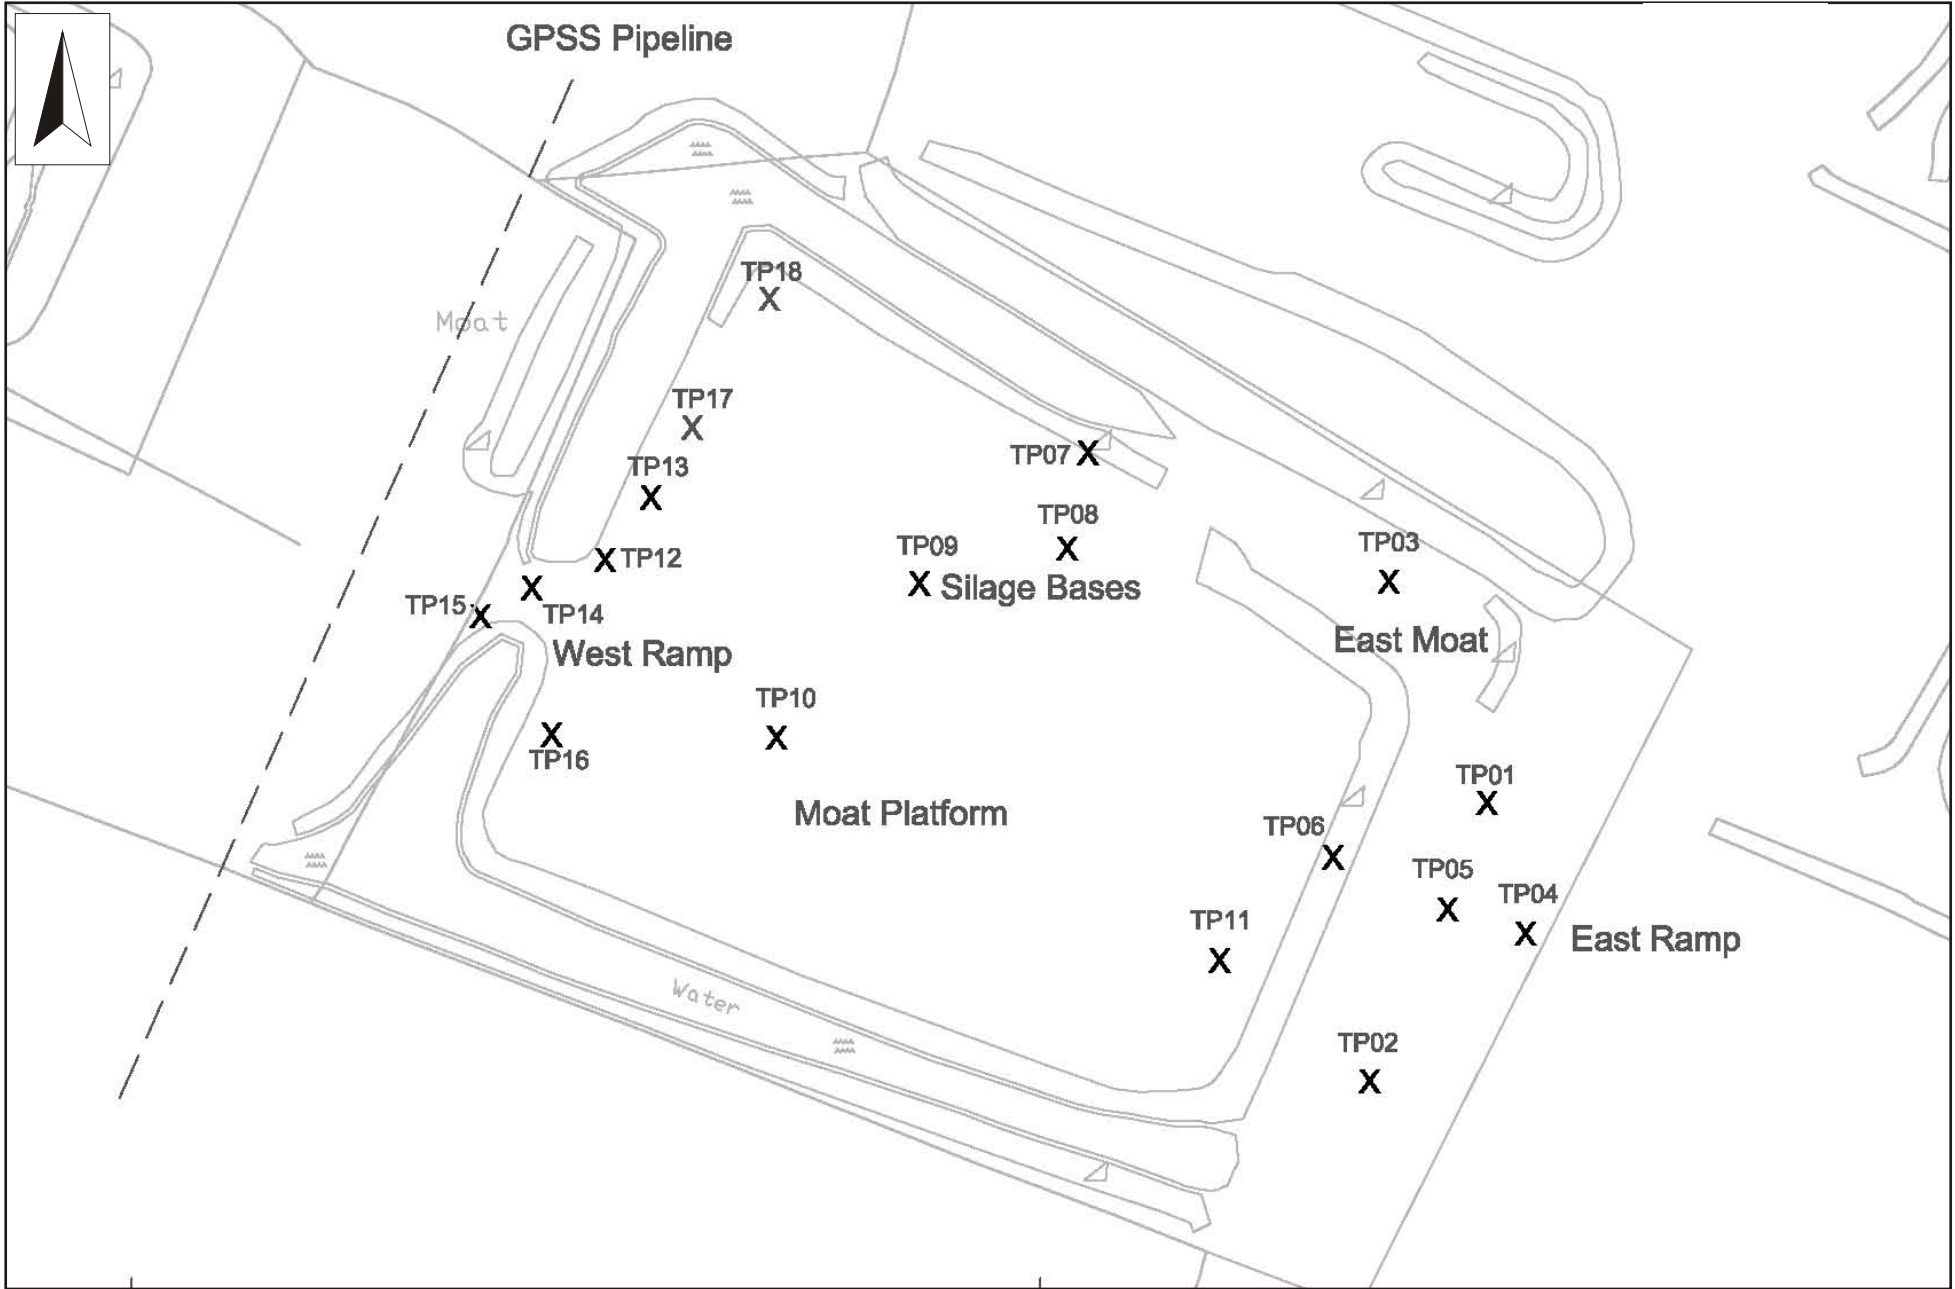 GPSS Pipeline
TP18
Moat
TP17
TP07
TP13
TP08
TP09
TP03
TP12
Silage Bases
TP15
TP14
East Moat
West Ramp
TP10
TP16
TP01
Moat Platform
TP06
TP05
TP04
TP11
East Ramp
Water
TP02